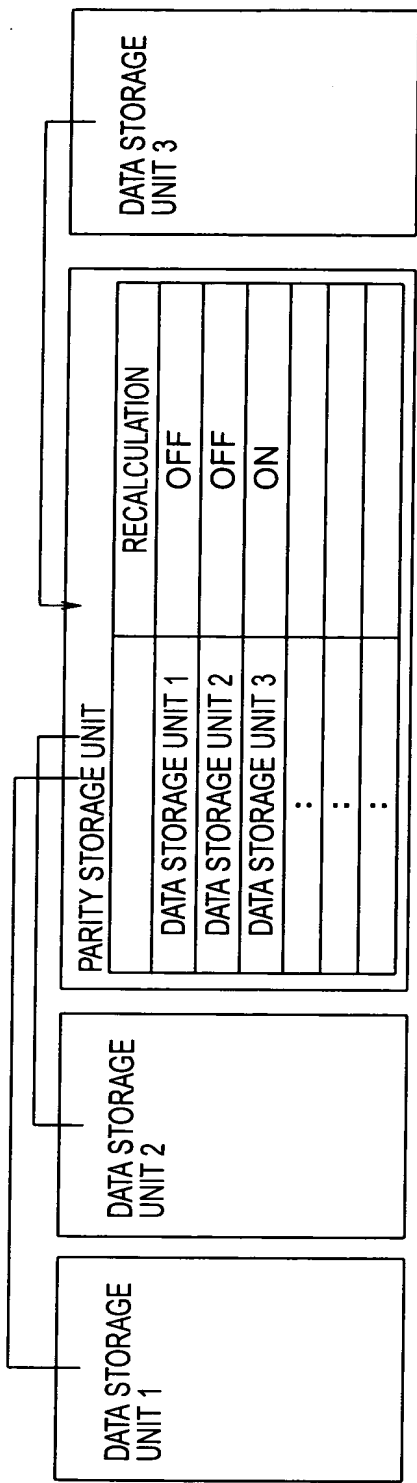 DATA STORAGE
UNIT 1
DATA STORAGE
UNIT 2
PARITY STORAGE UNIT
RECALCULATION
DATA STORAGE UNIT 1 OFF
DATA STORAGE UNIT 2 OFF
DATA STORAGE UNIT 3 ON
:
:
:
DATA STORAGE
UNIT 3